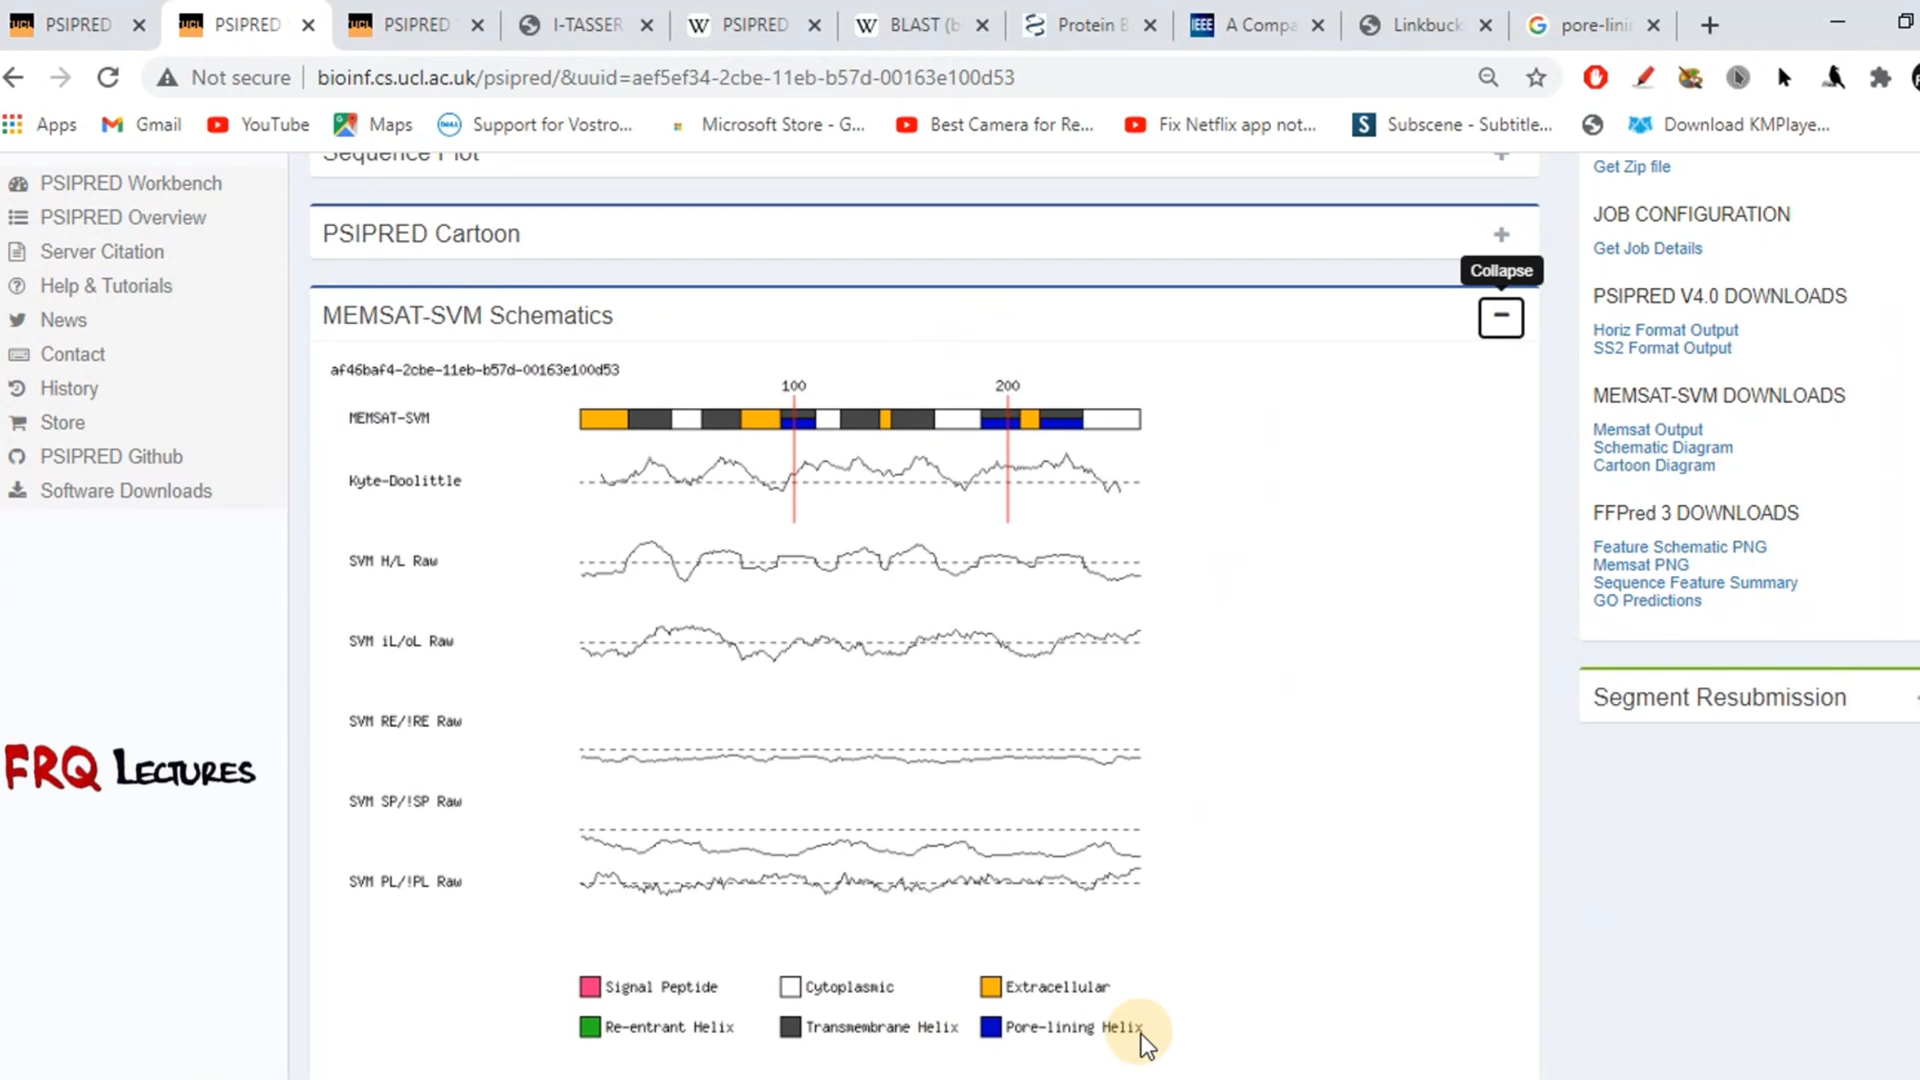 PSIPRED
PSIPRED
PSIPRED
I-TASSER
PSIPRED
BLAST (b
Protein B
A Compa
Linkbuck
pore-lini
Not secure
bioinf.cs.ucl.ac.uk/psipred/&uuid=aef5ef34-2cbe-11eb-b57d-00163e100d53
Apps
Gmail
YouTube
Maps
Support for Vostro...
Microsoft Store - G...
Best Camera for Re...
Fix Netflix app not...
Subscene - Subtitle...
Download KMPlaye...
PSIPRED Workbench
PSIPRED Overview
Server Citation
Help & Tutorials
News
Contact
History
Store
PSIPRED Github
Software Downloads
FRQ Lectures
Sequence Plot
PSIPRED Cartoon
Collapse
MEMSAT-SVM Schematics
af46baf4-2cbe-11eb-b57d-00163e100d53
100 200
MEMSAT-SVM
Kyte-Doolittle
SVM H/L Raw
SVM iL/oL Raw
SVM RE/!RE Raw
SVM SP/!SP Raw
SVM PL/!PL Raw
Signal Peptide Cytoplasmic Extracellular
Re-entrant Helix Transmembrane Helix Pore-lining Helix
Get Zip file
JOB CONFIGURATION
Get Job Details
PSIPRED V4.0 DOWNLOADS
Horiz Format Output
SS2 Format Output
MEMSAT-SVM DOWNLOADS
Memsat Output
Schematic Diagram
Cartoon Diagram
FFPred 3 DOWNLOADS
Feature Schematic PNG
Memsat PNG
Sequence Feature Summary
GO Predictions
Segment Resubmission